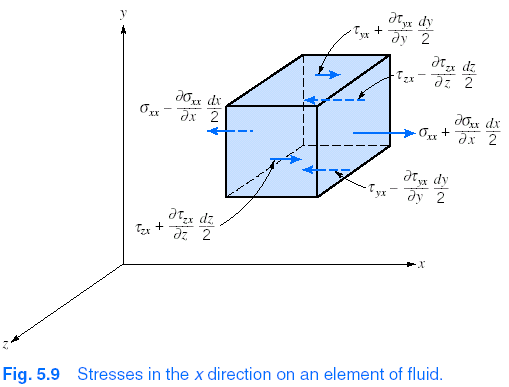 y
τyx + ∂τyx/∂y dy/2
τzx − ∂τzx/∂z dz/2
σxx − ∂σxx/∂x dx/2
σxx + ∂σxx/∂x dx/2
τyx − ∂τyx/∂y dy/2
τzx + ∂τzx/∂z dz/2
x
z
Fig. 5.9 Stresses in the x direction on an element of fluid.